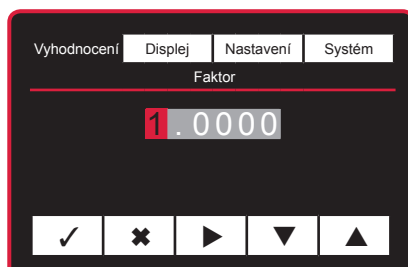 Vyhodnocení Displej Nastavení Systém
Faktor
1.0000
✓ ✖ ▶ ▼ ▲